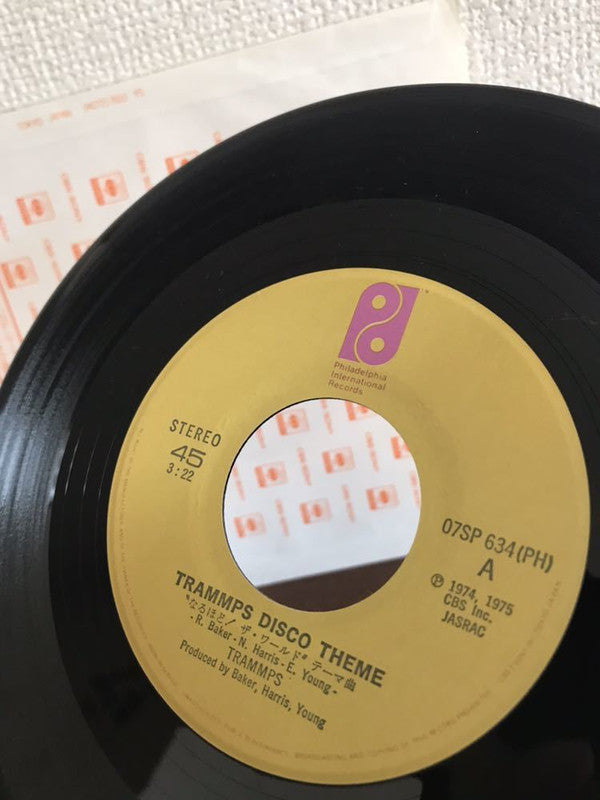 Philadelphia
International
Records
STEREO
45
3:22
07SP 634(PH)
A
Ⓟ 1974, 1975
CBS Inc.
JASRAC
TRAMMPS DISCO THEME
"なるほど!ザ・ワールド"テーマ曲
-R. Baker-N. Harris-E. Young-
TRAMMPS
Produced by Baker, Harris, Young